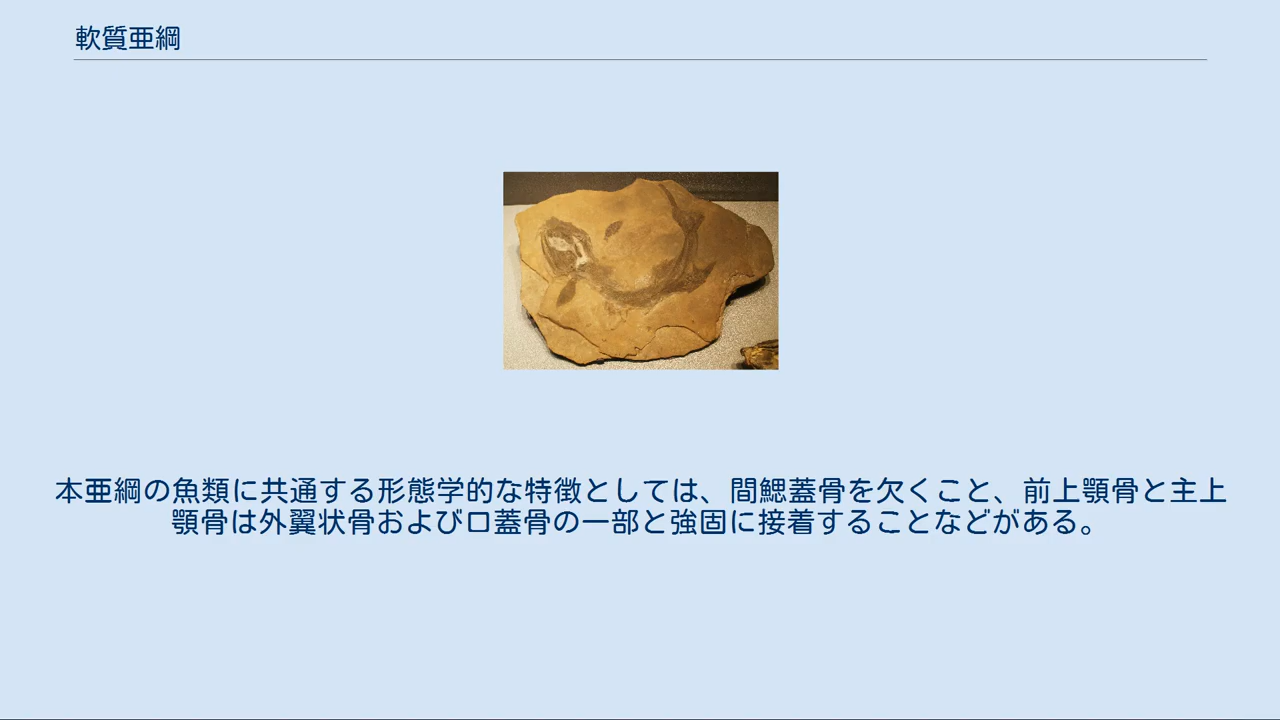 軟質亜綱
本亜綱の魚類に共通する形態学的な特徴としては、間鰓蓋骨を欠くこと、前上顎骨と主上
顎骨は外翼状骨および口蓋骨の一部と強固に接着することなどがある。